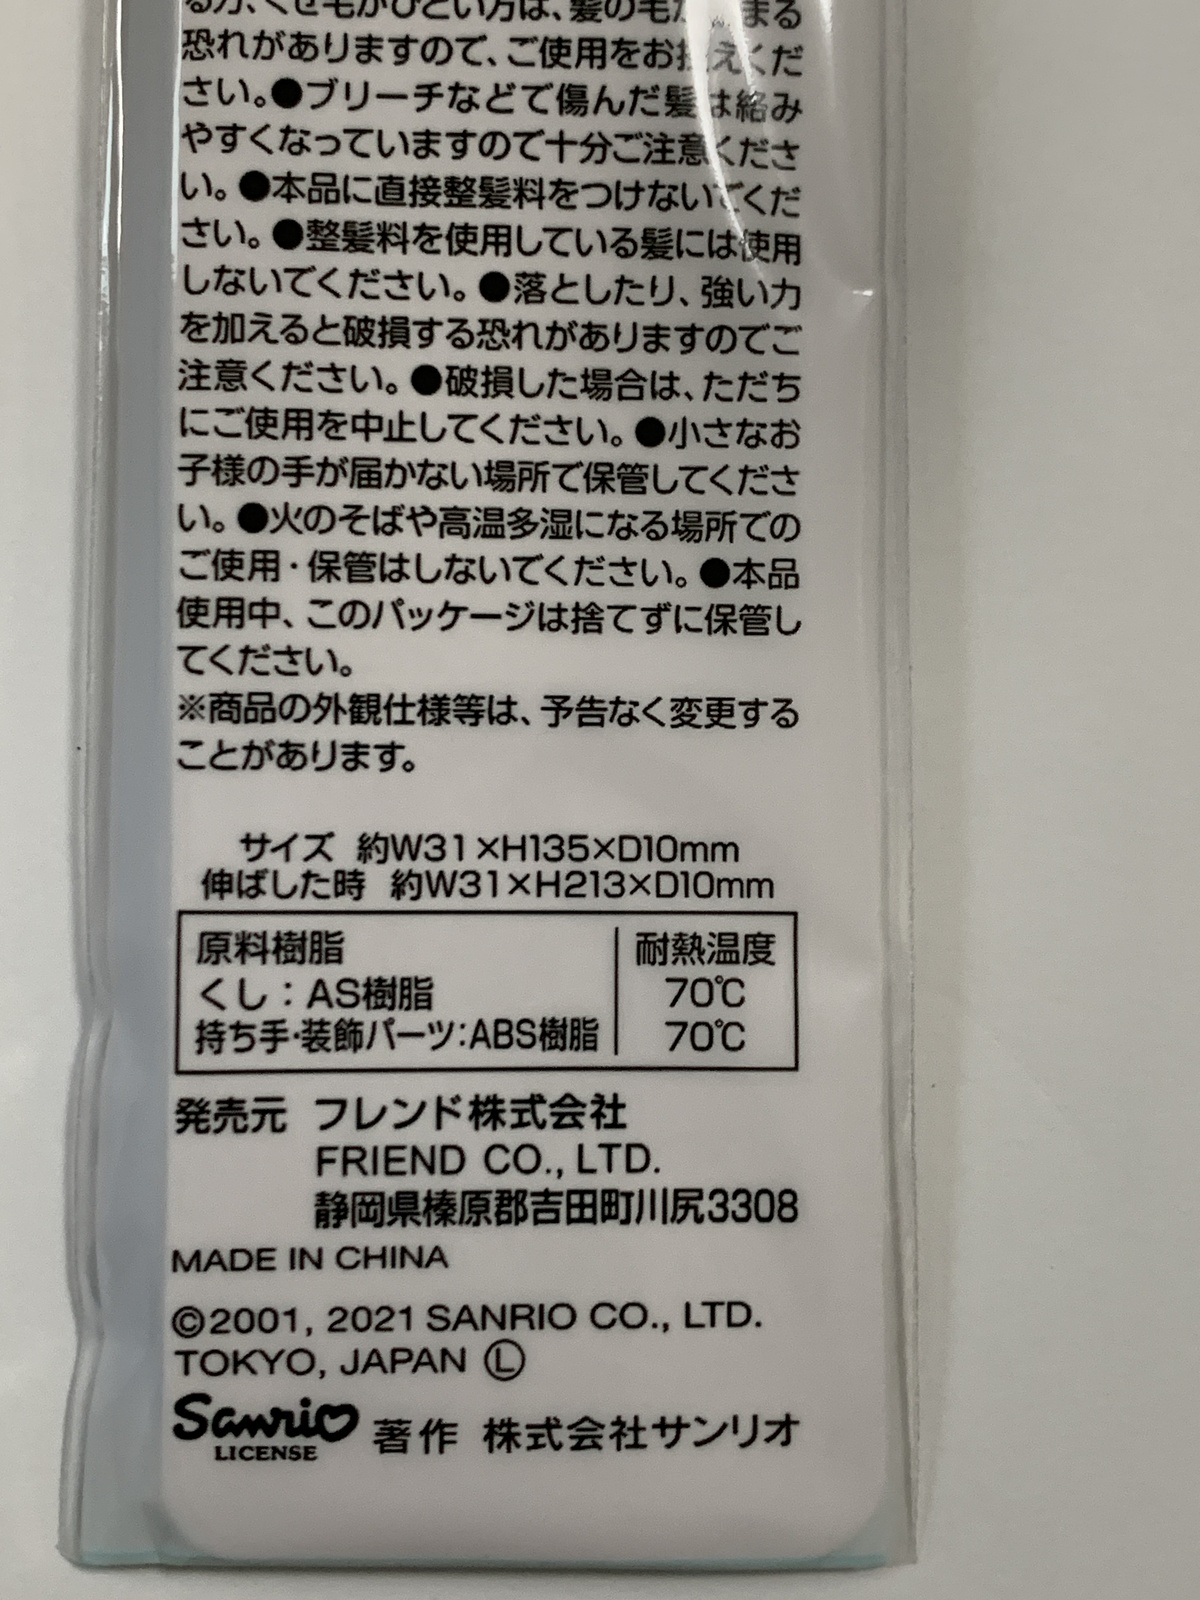 る方、くせ毛がひどい方は、髪の毛が まる
恐れがありますので、ご使用をお控えくだ
さい。●ブリーチなどで傷んだ髪は絡み
やすくなっていますので十分ご注意くださ
い。●本品に直接整髪料をつけないでくだ
さい。●整髪料を使用している髪には使用
しないでください。●落としたり、強い力
を加えると破損する恐れがありますのでご
注意ください。●破損した場合は、ただち
にご使用を中止してください。●小さなお
子様の手が届かない場所で保管してくださ
い。●火のそばや高温多湿になる場所での
ご使用・保管はしないでください。●本品
使用中、このパッケージは捨てずに保管し
てください。
※商品の外観仕様等は、予告なく変更する
ことがあります。
サイズ 約W31×H135×D10mm
伸ばした時 約W31×H213×D10mm
原料樹脂 耐熱温度
くし：AS樹脂 70℃
持ち手・装飾パーツ：ABS樹脂 70℃
発売元 フレンド株式会社
FRIEND CO., LTD.
静岡県榛原郡吉田町川尻3308
MADE IN CHINA
©2001, 2021 SANRIO CO., LTD.
TOKYO, JAPAN Ⓛ
Sanrio 著作 株式会社サンリオ
LICENSE